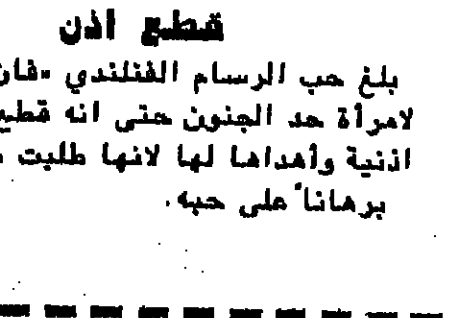 قطع اذن
بلغ حب الرسام الفنلندي «فان
لامرأة حد الجنون حتى انه قطع
اذنية وأهداها لها لانها طلبت
برهاناً على حبه.